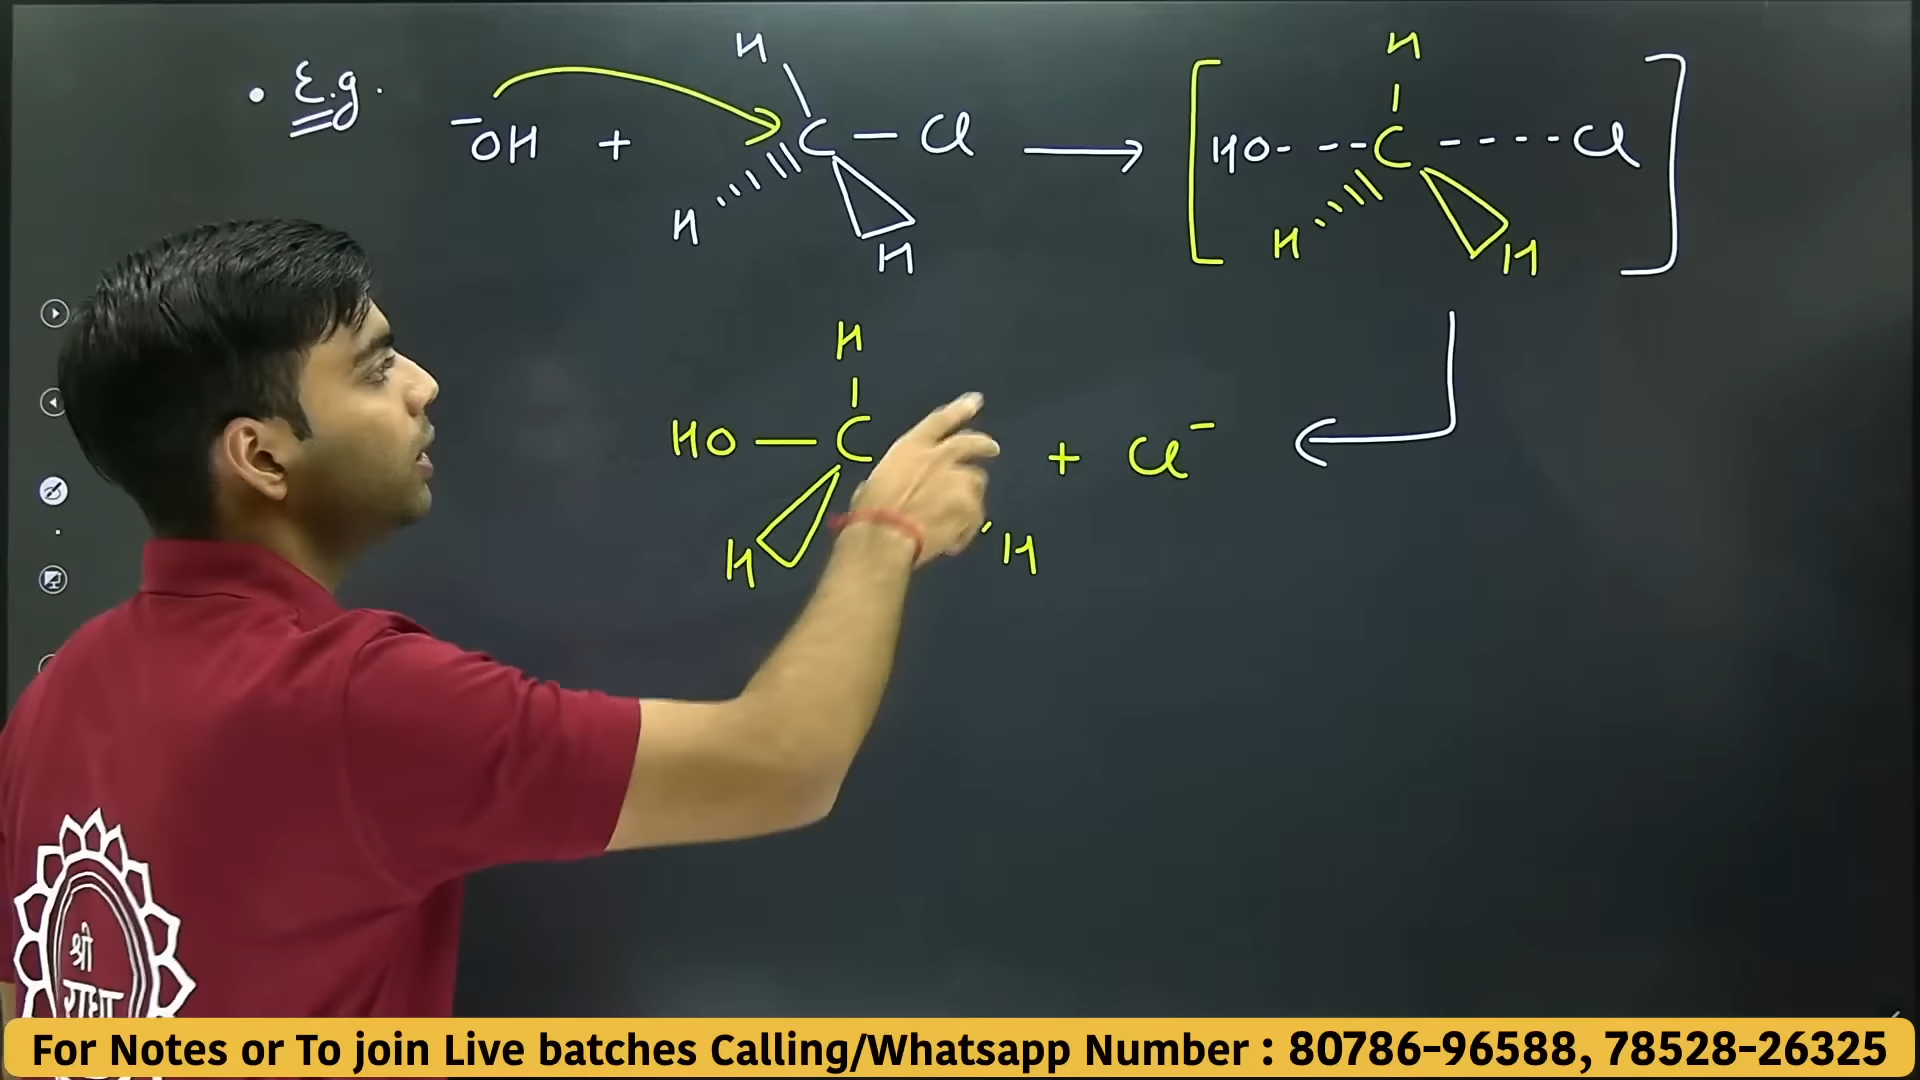 • E.g.
H
⁻OH + C — Cl ⟶ [HO----C----Cl]
H
H
H
H
H
H
HO — C + Cl⁻
H
H
श्री
राधा
For Notes or To join Live batches Calling/Whatsapp Number : 80786-96588, 78528-26325